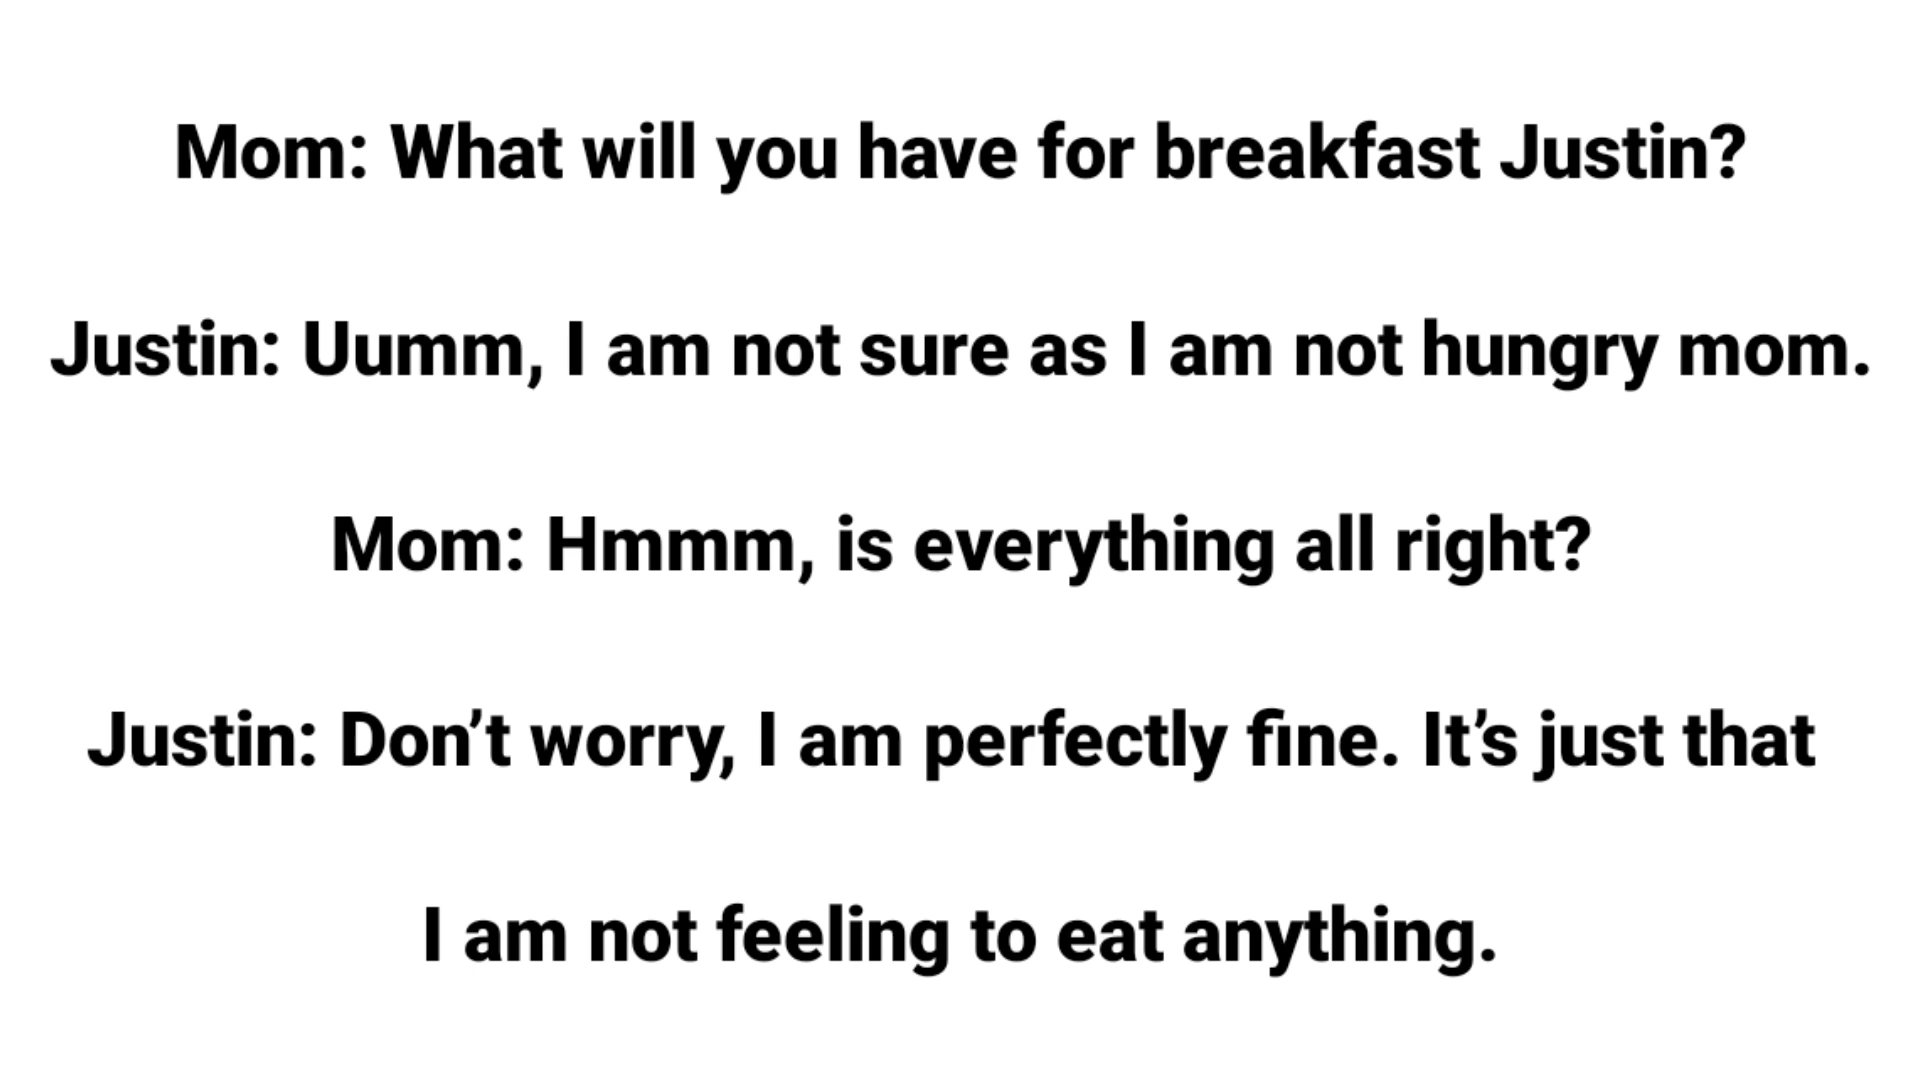 Mom: What will you have for breakfast Justin?
Justin: Uumm, I am not sure as I am not hungry mom.
Mom: Hmmm, is everything all right?
Justin: Don’t worry, I am perfectly fine. It’s just that
I am not feeling to eat anything.